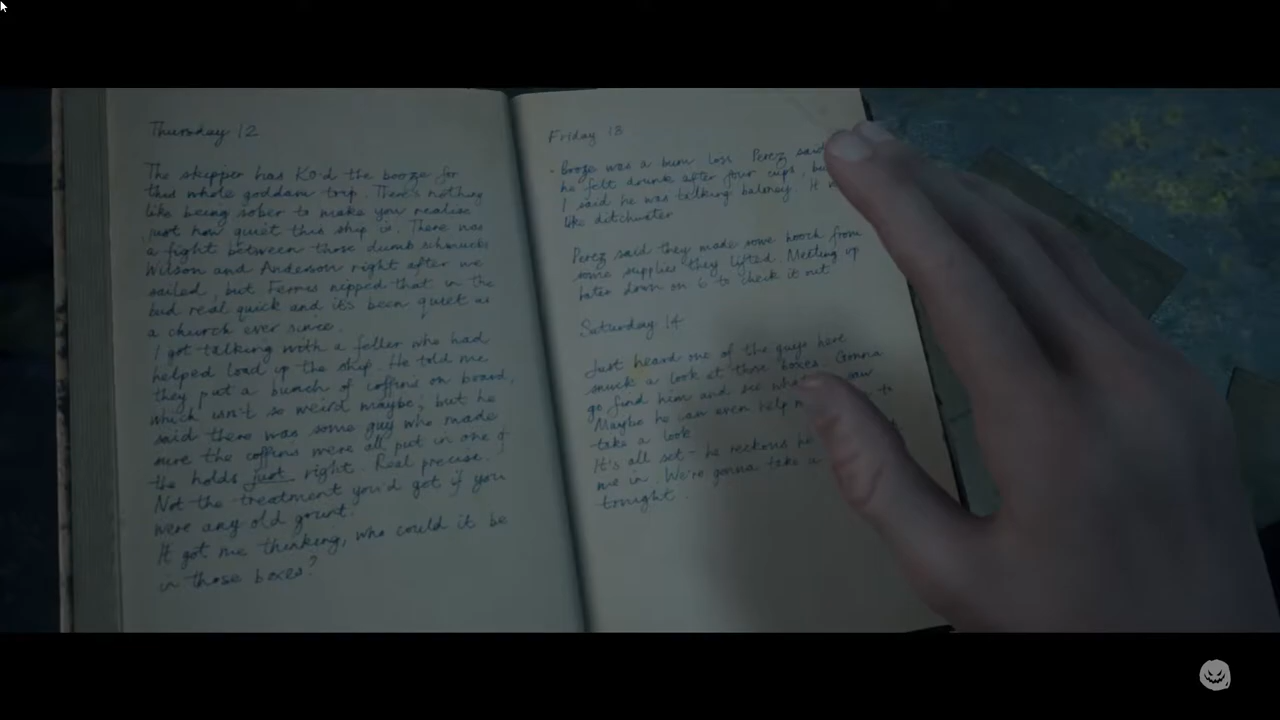 Thursday 12
The skipper has KO'd the booze for
this whole goddam trip. There's nothing
like being sober to make you realise
just how quiet this ship is. There was
a fight between those dumb schmucks
Wilson and Anderson right after we
sailed, but Ferries nipped that in the
bud real quick and it's been quiet as
a church ever since.
I got talking with a feller who had
helped load up the ship. He told me
they put a bunch of coffins on board,
which isn't so weird maybe, but he
said there was some guy who made
sure the coffins were all put in one of
the holds just right. Real precise.
Not the treatment you'd get if you
were any old grunt.
It got me thinking, who could it be
in those boxes?
Friday 13
Booze was a bum loss. Perez said
he felt drunk after four cups, but
I said he was talking baloney. It
like ditchwater
Perez said they made some hooch from
some supplies they lifted. Meeting up
later down on 6 to check it out
Saturday 14
Just heard one of the guys here
snuck a look at those boxes. Gonna
go find him and see what saw
Maybe he can even help to
take a look
It's all set - he reckons he
me in. We're gonna take a
tonight.